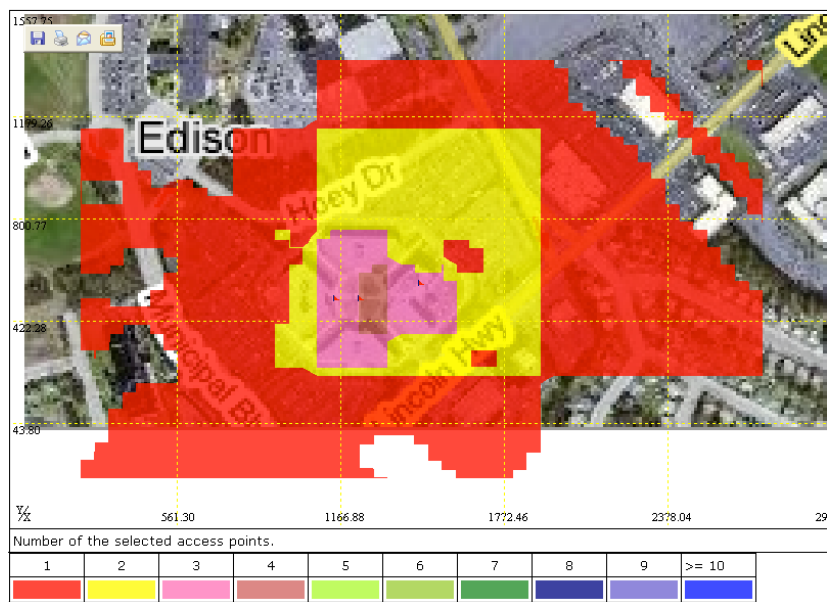 1557.75
Lin
1179.26
Edison
Hoey Dr
800.77
422.28
Municipal Bl
Lincoln Hwy
43.80
Y/
/X
561.30 1166.88 1772.46 2378.04 29
Number of the selected access points.
1 2 3 4 5 6 7 8 9 >= 10